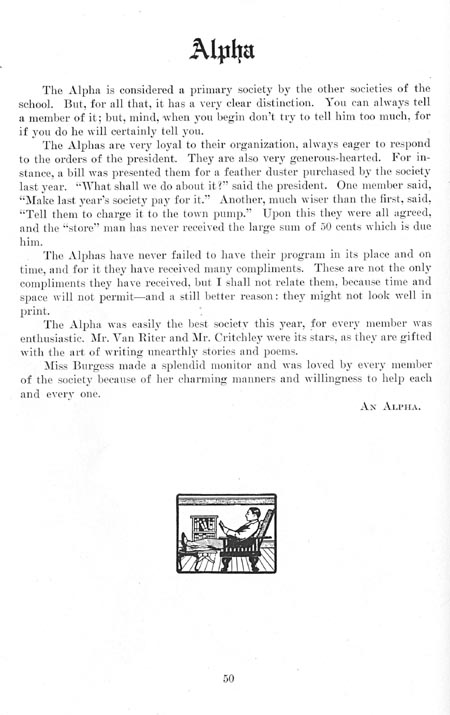 Alpha
The Alpha is considered a primary society by the other societies of the
school. But, for all that, it has a very clear distinction. You can always tell
a member of it; but, mind, when you begin don't try to tell him too much, for
if you do he will certainly tell you.
The Alphas are very loyal to their organization, always eager to respond
to the orders of the president. They are also very generous-hearted. For in-
stance, a bill was presented them for a feather duster purchased by the society
last year. "What shall we do about it?" said the president. One member said,
"Make last year's society pay for it." Another, much wiser than the first, said,
"Tell them to charge it to the town pump." Upon this they were all agreed,
and the "store" man has never received the large sum of 50 cents which is due
him.
The Alphas have never failed to have their program in its place and on
time, and for it they have received many compliments. These are not the only
compliments they have received, but I shall not relate them, because time and
space will not permit—and a still better reason: they might not look well in
print.
The Alpha was easily the best society this year, for every member was
enthusiastic. Mr. Van Riter and Mr. Critchley were its stars, as they are gifted
with the art of writing unearthly stories and poems.
Miss Burgess made a splendid monitor and was loved by every member
of the society because of her charming manners and willingness to help each
and every one.
An Alpha.
50